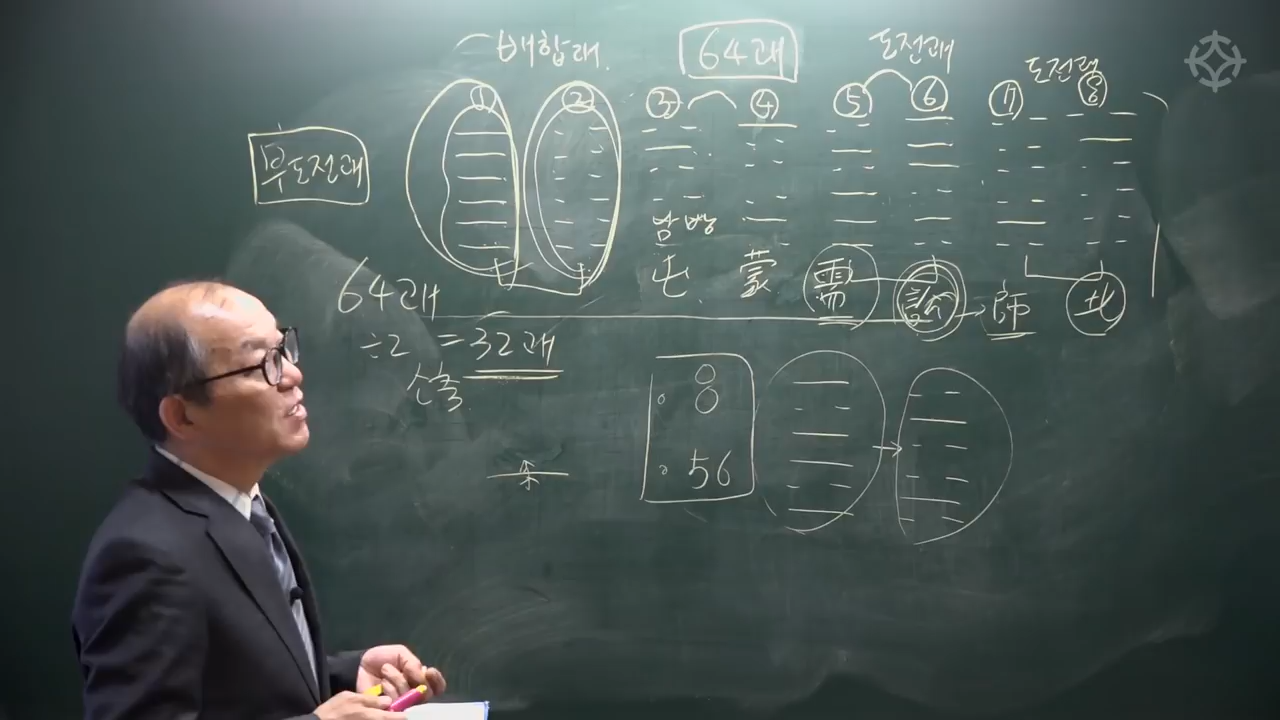 배합괘. 64괘 도전괘 도전괘
① ② ③ ④ ⑤ ⑥ ⑦ ⑧
부도전괘
屯 蒙 需 訟 → 師 比
64괘
÷2 = 32괘
8
56